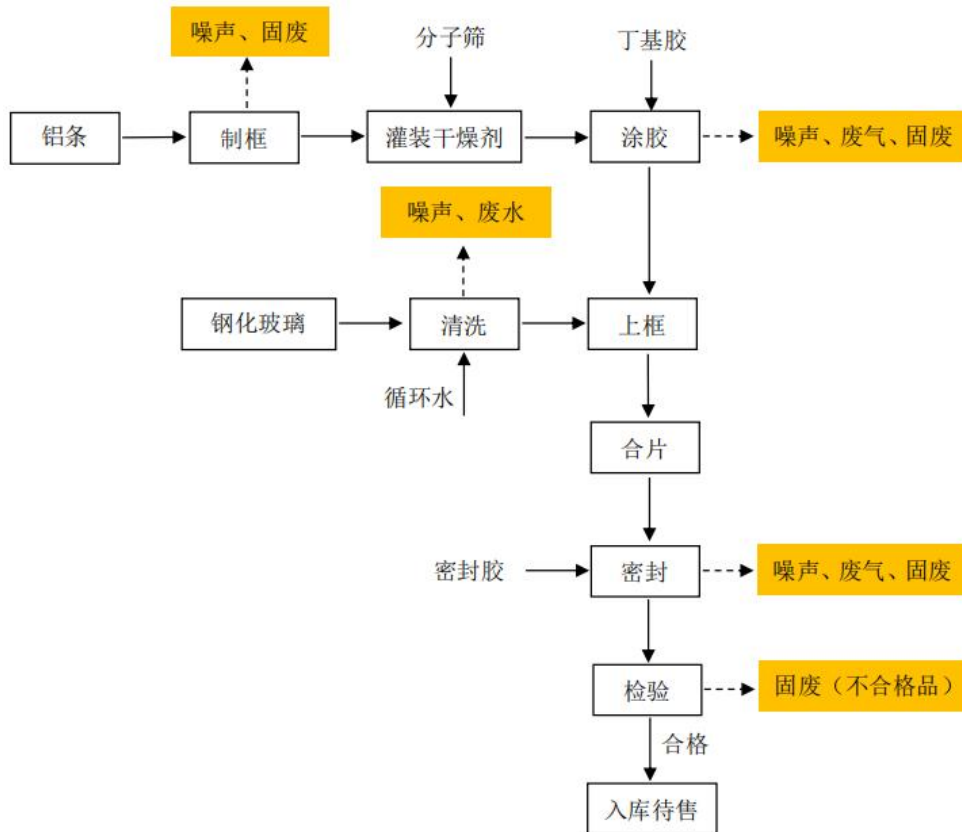 噪声、固废
分子筛
丁基胶
铝条
制框
灌装干燥剂
涂胶
噪声、废气、固废
噪声、废水
钢化玻璃
清洗
上框
循环水
合片
密封胶
密封
噪声、废气、固废
检验
固废（不合格品）
合格
入库待售